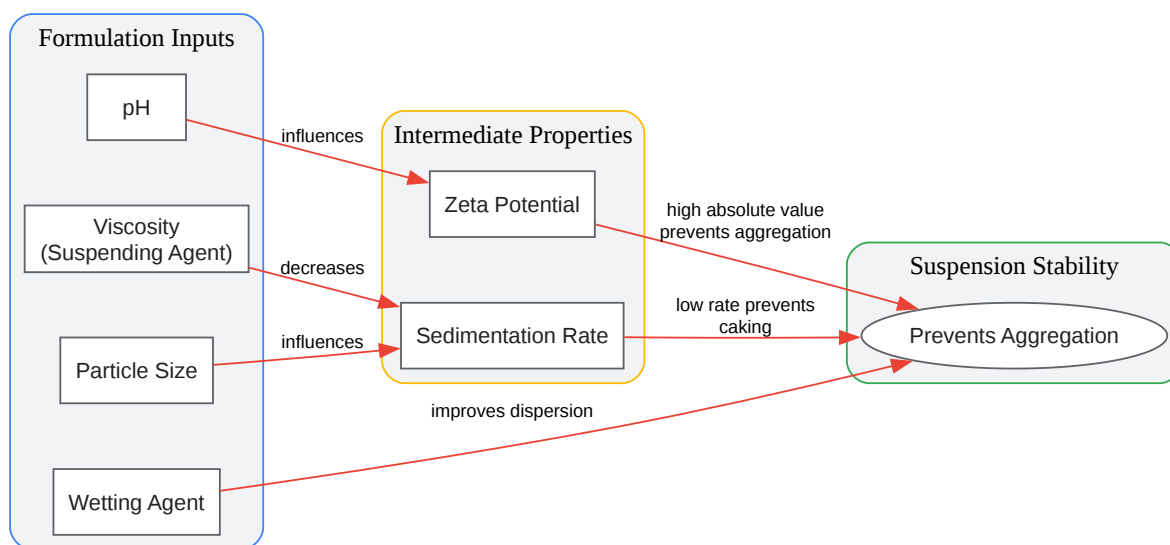 Formulation Inputs
pH
influences
Viscosity
(Suspending Agent)
decreases
Particle Size
influences
Wetting Agent
improves dispersion
Intermediate Properties
Zeta Potential
high absolute value
prevents aggregation
Sedimentation Rate
low rate prevents
caking
Suspension Stability
Prevents Aggregation